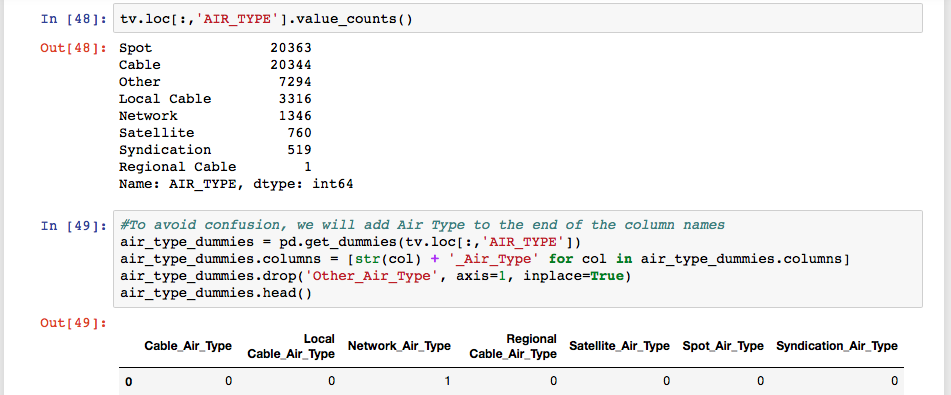 In [48]: tv.loc[:,'AIR_TYPE'].value_counts()
Out[48]: Spot 20363
Cable 20344
Other 7294
Local Cable 3316
Network 1346
Satellite 760
Syndication 519
Regional Cable 1
Name: AIR_TYPE, dtype: int64
In [49]: #To avoid confusion, we will add Air Type to the end of the column names
air_type_dummies = pd.get_dummies(tv.loc[:,'AIR_TYPE'])
air_type_dummies.columns = [str(col) + '_Air_Type' for col in air_type_dummies.columns]
air_type_dummies.drop('Other_Air_Type', axis=1, inplace=True)
air_type_dummies.head()
Out[49]:
Cable_Air_Type Local Cable_Air_Type Network_Air_Type Regional Cable_Air_Type Satellite_Air_Type Spot_Air_Type Syndication_Air_Type
0 0 0 1 0 0 0 0